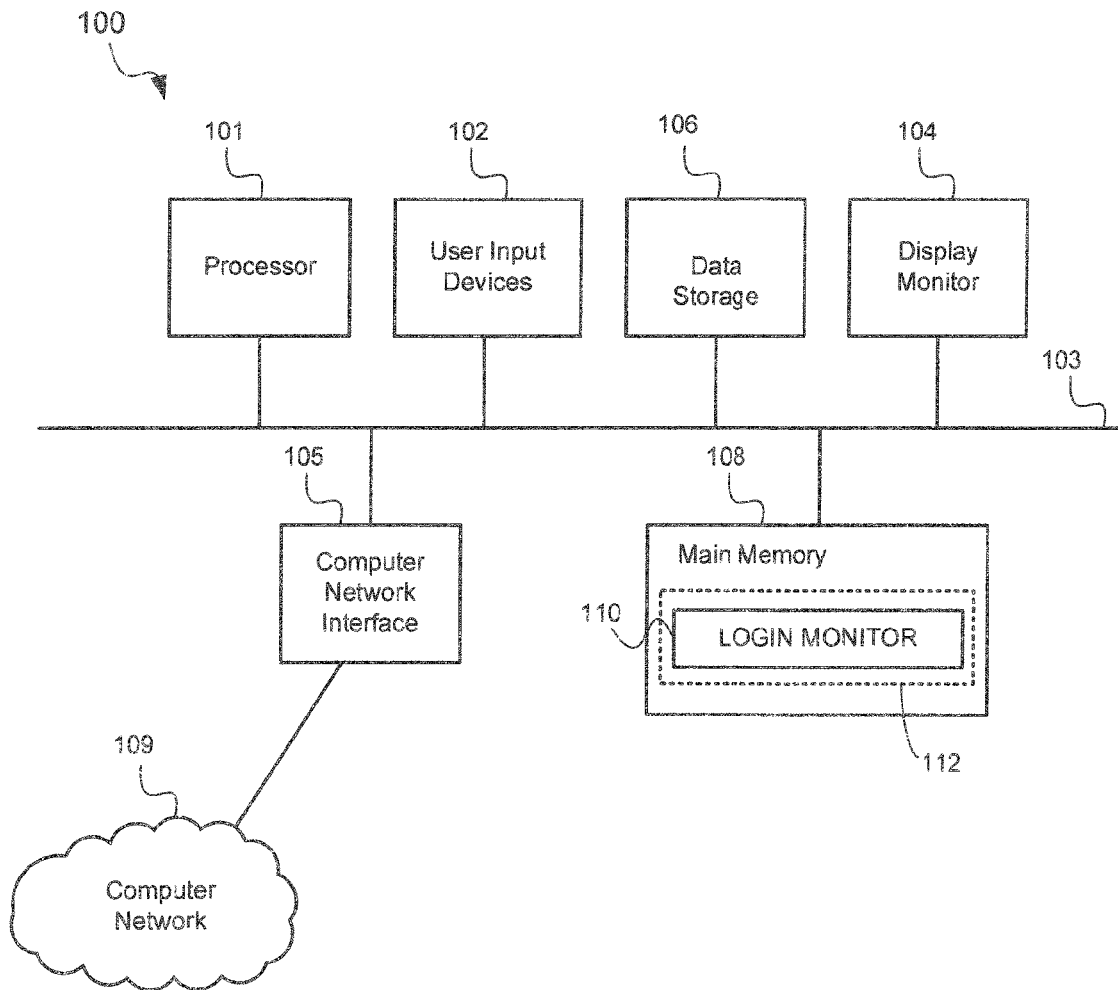 100
101
102
106
104
Processor
User Input
Devices
Data
Storage
Display
Monitor
103
105
108
Computer
Network
Interface
Main Memory
110
LOGIN MONITOR
112
109
Computer
Network